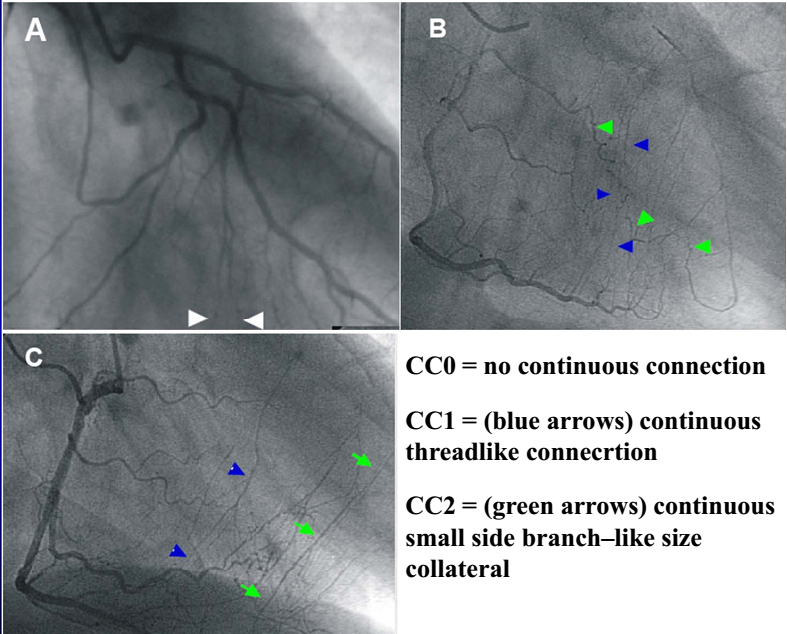 A
B
C
CC0 = no continuous connection
CC1 = (blue arrows) continuous
threadlike connecrtion
CC2 = (green arrows) continuous
small side branch–like size
collateral